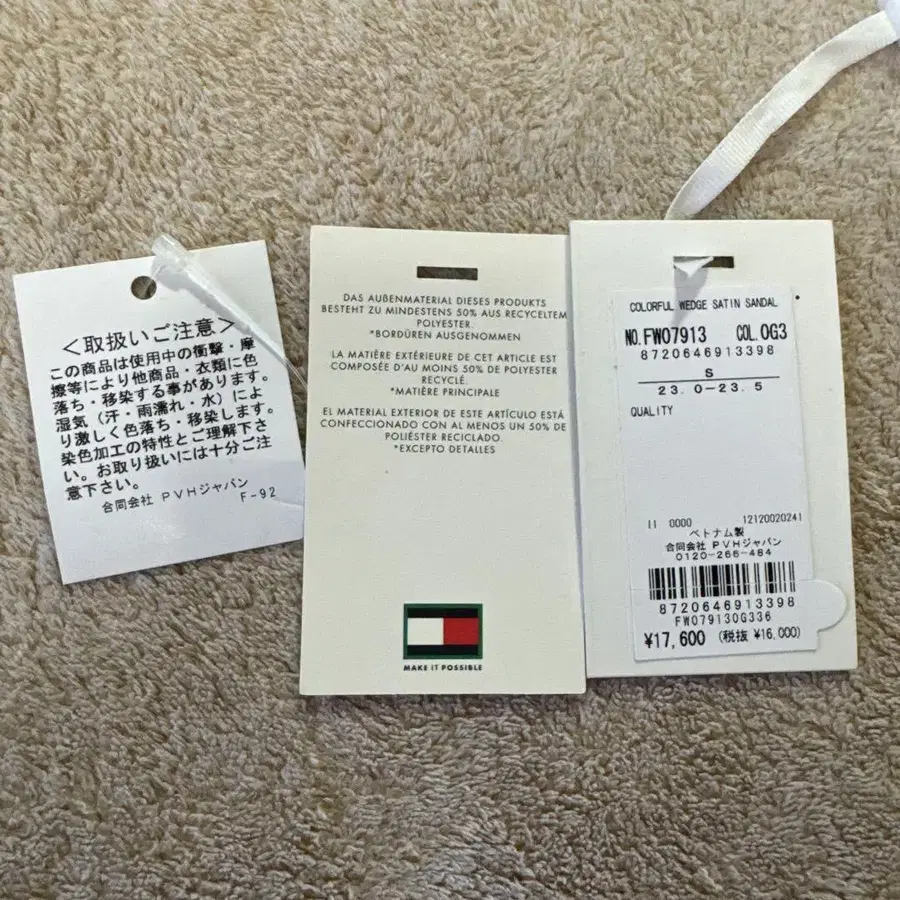 <取扱いご注意>
この商品は使用中の衝撃・摩
擦等により他商品・衣類に色
落ち・移染する事があります。
湿気（汗・雨濡れ・水）によ
り激しく色落ち・移染します。
染色加工の特性とご理解下さ
い。お取り扱いには十分ご注
意下さい。
合同会社 PVHジャパン
F-92
DAS AUßENMATERIAL DIESES PRODUKTS
BESTEHT ZU MINDESTENS 50% AUS RECYCELTEM
POLYESTER.
*BORDÜREN AUSGENOMMEN
LA MATIÈRE EXTÉRIEURE DE CET ARTICLE EST
COMPOSÉE D'AU MOINS 50% DE POLYESTER
RECYCLÉ.
*MATIÈRE PRINCIPALE
EL MATERIAL EXTERIOR DE ESTE ARTÍCULO ESTÁ
CONFECCIONADO CON AL MENOS UN 50% DE
POLIÉSTER RECICLADO.
*EXCEPTO DETALLES
MAKE IT POSSIBLE
COLORFUL WEDGE SATIN SANDAL
NO.FW07913 COL.0G3
8720646913398
S
23.0-23.5
QUALITY
11 0000 12120020241
ベトナム製
合同会社 PVHジャパン
0120-266-484
8720646913398
FW079130G336
¥17,600 (税抜 ¥16,000)